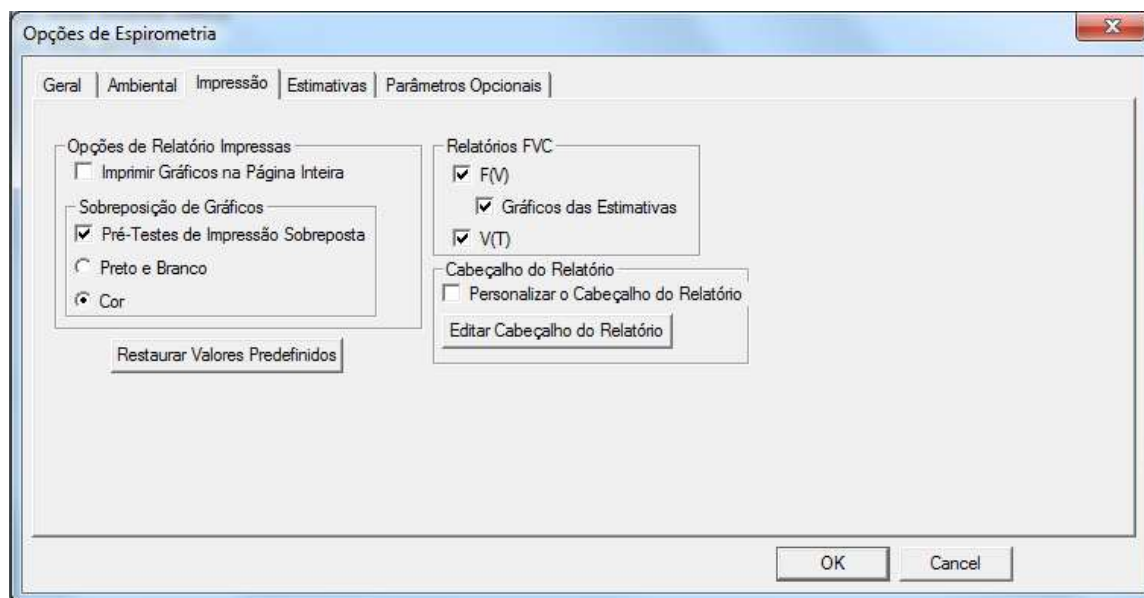 Opções de Espirometria
Geral
Ambiental
Impressão
Estimativas
Parâmetros Opcionais
Opções de Relatório Impressas
Imprimir Gráficos na Página Inteira
Sobreposição de Gráficos
Pré-Testes de Impressão Sobreposta
Preto e Branco
Cor
Restaurar Valores Predefinidos
Relatórios FVC
F(V)
Gráficos das Estimativas
V(T)
Cabeçalho do Relatório
Personalizar o Cabeçalho do Relatório
Editar Cabeçalho do Relatório
OK
Cancel